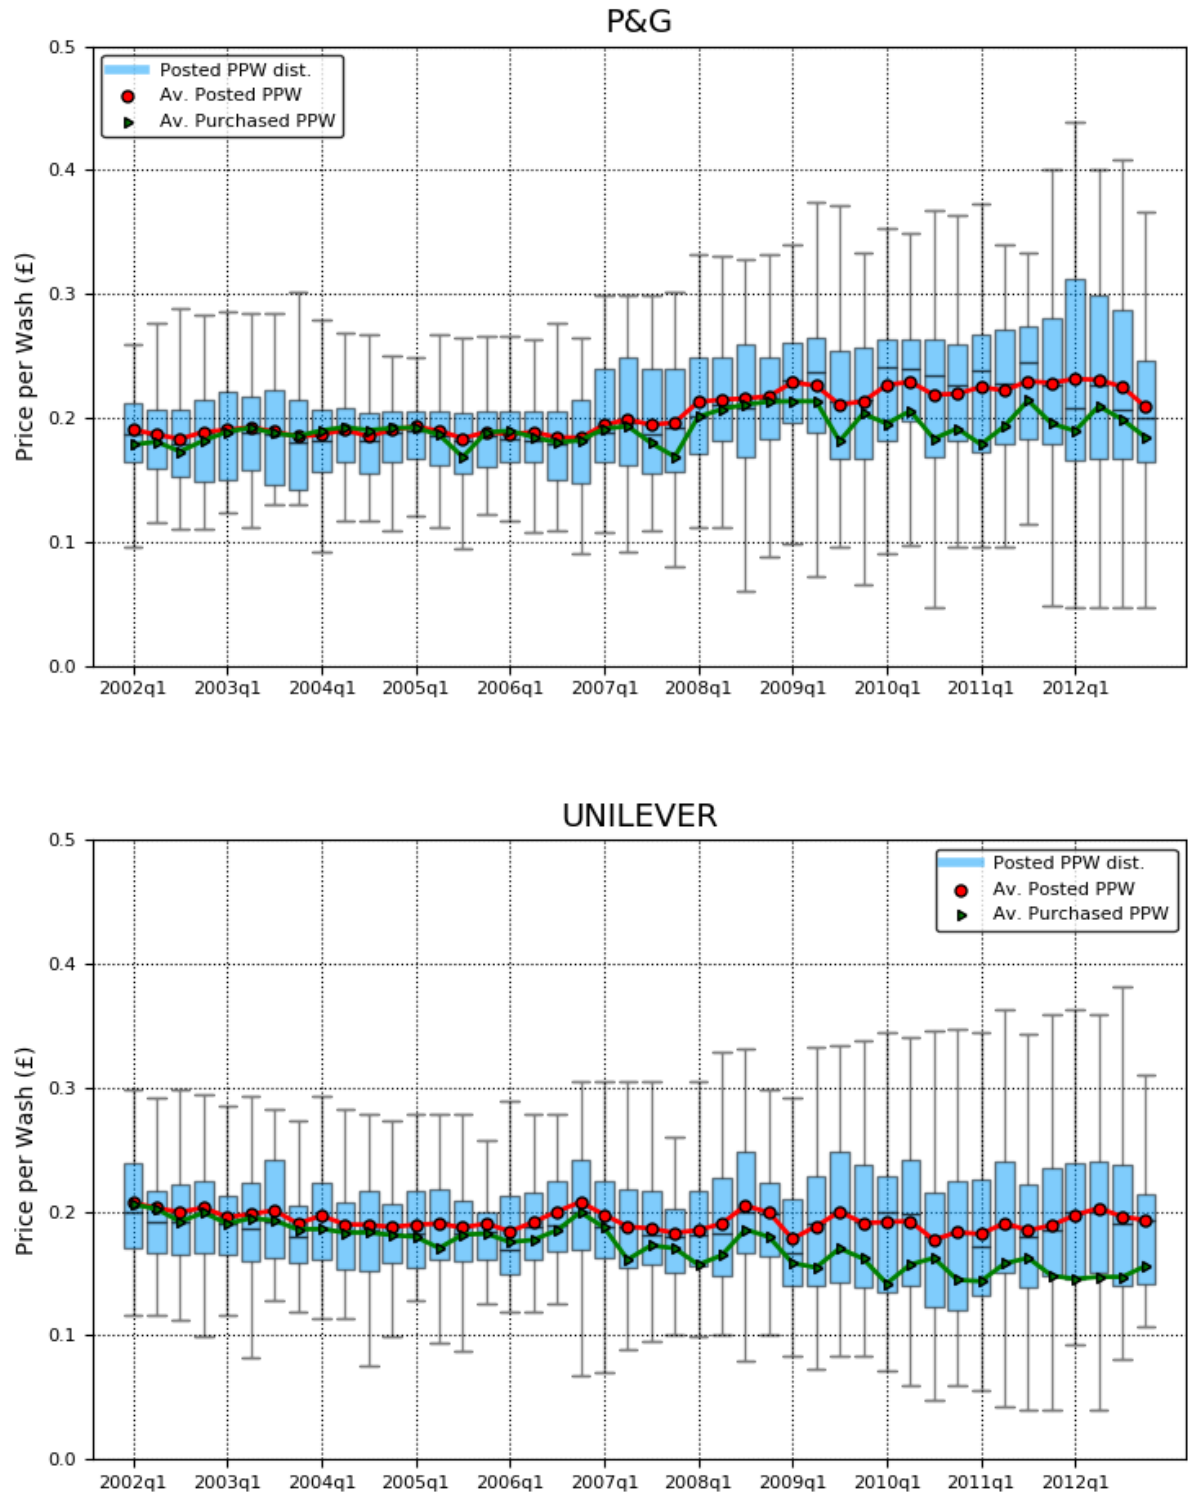 P&G
0.5
Posted PPW dist.
Av. Posted PPW
Av. Purchased PPW
0.4
0.3
0.2
0.1
0.0
Price per Wash (£)
2002q1 2003q1 2004q1 2005q1 2006q1 2007q1 2008q1 2009q1 2010q1 2011q1 2012q1
UNILEVER
0.5
Posted PPW dist.
Av. Posted PPW
Av. Purchased PPW
0.4
0.3
0.2
0.1
0.0
Price per Wash (£)
2002q1 2003q1 2004q1 2005q1 2006q1 2007q1 2008q1 2009q1 2010q1 2011q1 2012q1